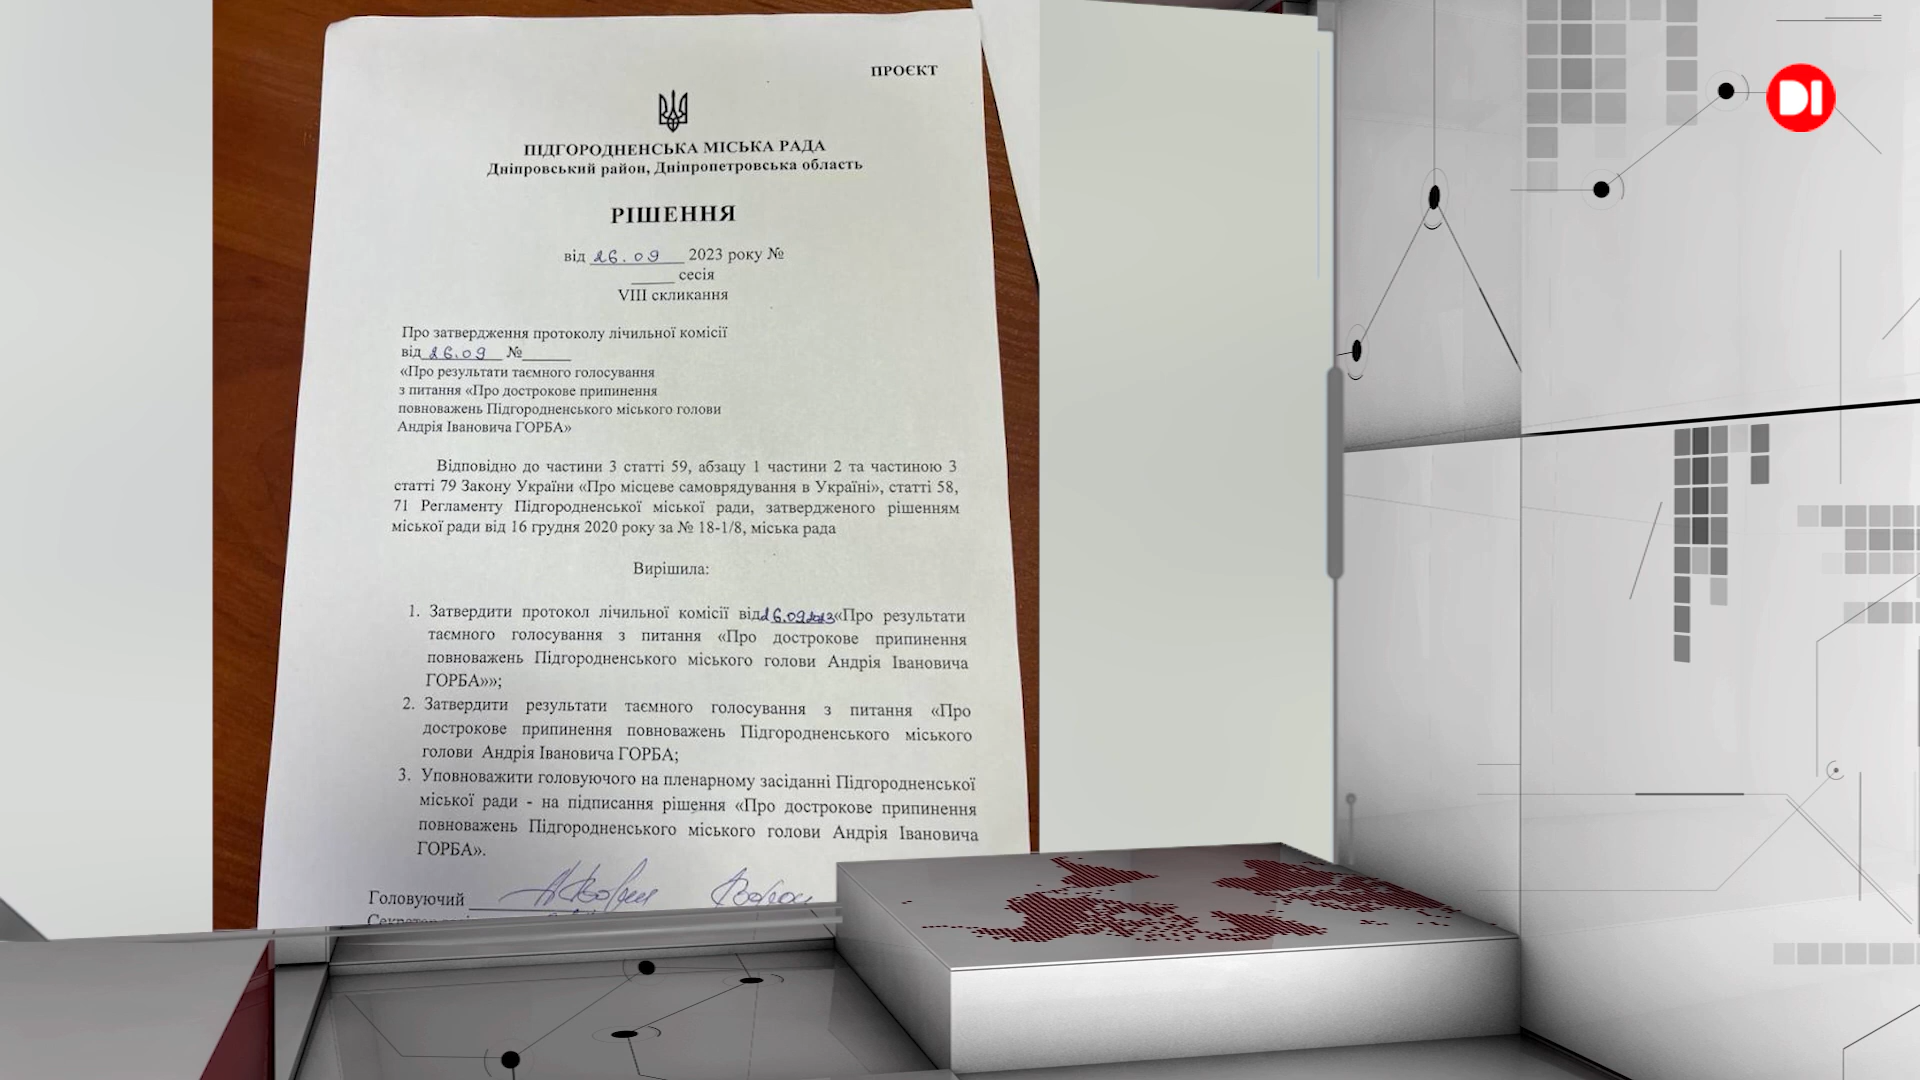 DI
ПРОЄКТ
ПІДГОРОДНЕНСЬКА МІСЬКА РАДА
Дніпровський район, Дніпропетровська область
РІШЕННЯ
від 26.09 2023 року №
сесія
VIII скликання
Про затвердження протоколу лічильної комісії
від 26.09 №
«Про результати таємного голосування
з питання «Про дострокове припинення
повноважень Підгородненського міського голови
Андрія Івановича ГОРБА»
Відповідно до частини 3 статті 59, абзацу 1 частини 2 та частиною 3
статті 79 Закону України «Про місцеве самоврядування в Україні», статті 58,
71 Регламенту Підгородненської міської ради, затвердженого рішенням
міської ради від 16 грудня 2020 року за № 18-1/8, міська рада
Вирішила:
1. Затвердити протокол лічильної комісії від 26.09.2023 «Про результати
таємного голосування з питання «Про дострокове припинення
повноважень Підгородненського міського голови Андрія Івановича
ГОРБА»»;
2. Затвердити результати таємного голосування з питання «Про
дострокове припинення повноважень Підгородненського міського
голови Андрія Івановича ГОРБА;
3. Уповноважити головуючого на пленарному засіданні Підгородненської
міської ради - на підписання рішення «Про дострокове припинення
повноважень Підгородненського міського голови Андрія Івановича
ГОРБА».
Головуючий